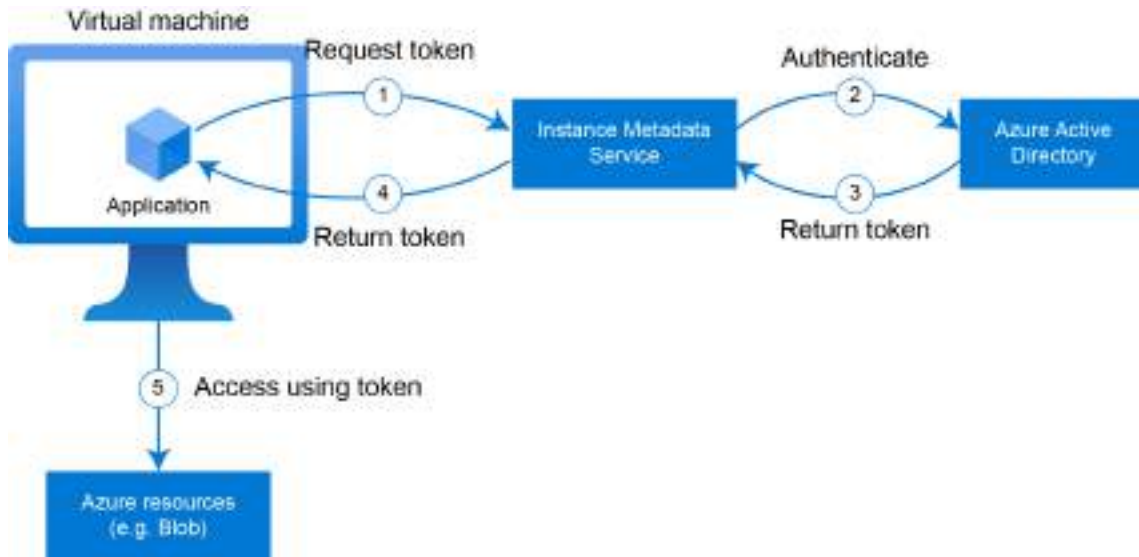 Virtual machine
Request token
1
Authenticate
2
Instance Metadata
Service
Azure Active
Directory
Application
4
Return token
3
Return token
5
Access using token
Azure resources
(e.g. Blob)